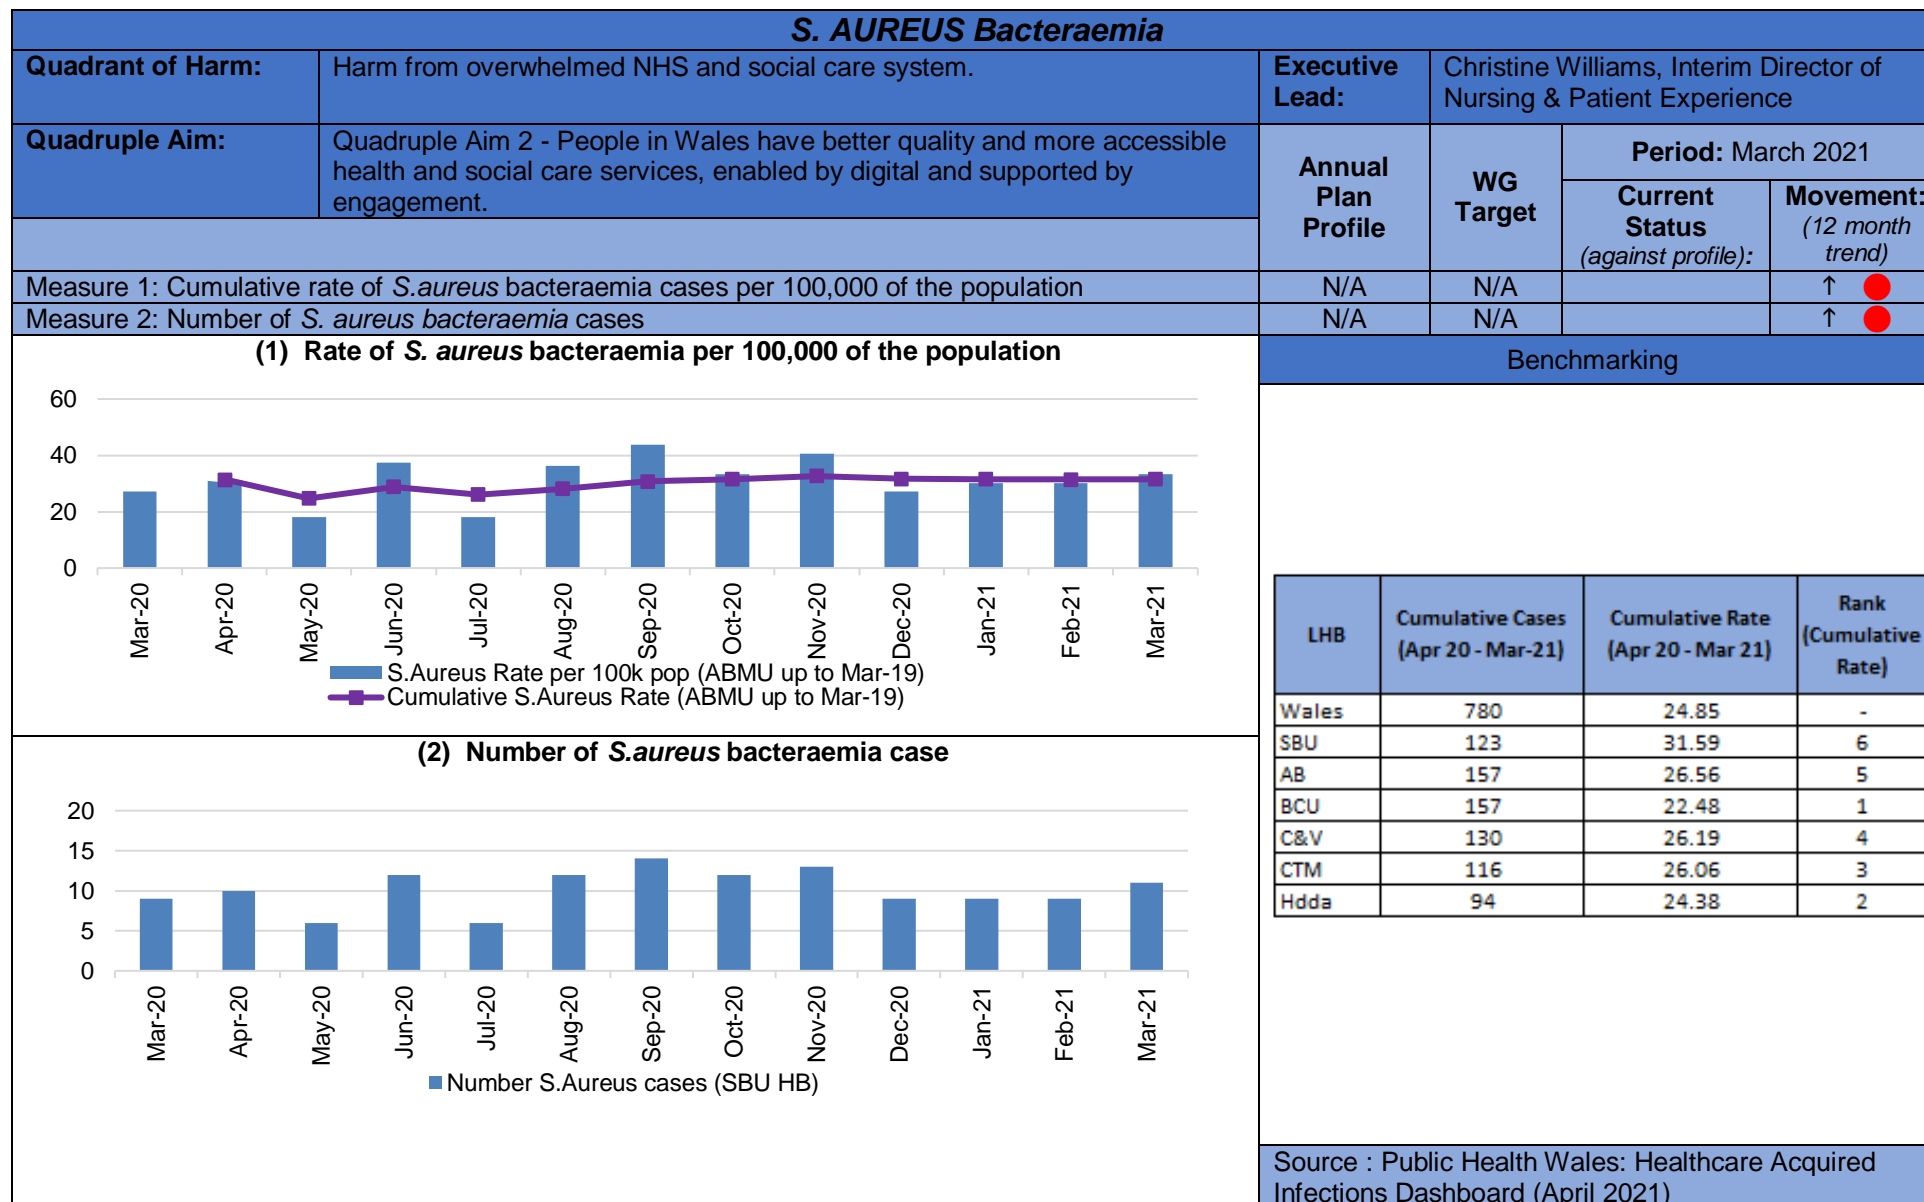 S. AUREUS Bacteraemia
Quadrant of Harm:
Harm from overwhelmed NHS and social care system.
Executive
Lead:
Christine Williams, Interim Director of
Nursing & Patient Experience
Quadruple Aim:
Quadruple Aim 2 - People in Wales have better quality and more accessible
health and social care services, enabled by digital and supported by
engagement.
Annual
Plan
Profile
WG
Target
Period: March 2021
Current
Status
(against profile):
Movement:
(12 month
trend)
Measure 1: Cumulative rate of S.aureus bacteraemia cases per 100,000 of the population
N/A
N/A
↑
Measure 2: Number of S. aureus bacteraemia cases
N/A
N/A
↑
(1) Rate of S. aureus bacteraemia per 100,000 of the population
60
40
20
0
Mar-20
Apr-20
May-20
Jun-20
Jul-20
Aug-20
Sep-20
Oct-20
Nov-20
Dec-20
Jan-21
Feb-21
Mar-21
S.Aureus Rate per 100k pop (ABMU up to Mar-19)
Cumulative S.Aureus Rate (ABMU up to Mar-19)
(2) Number of S.aureus bacteraemia case
20
15
10
5
0
Mar-20
Apr-20
May-20
Jun-20
Jul-20
Aug-20
Sep-20
Oct-20
Nov-20
Dec-20
Jan-21
Feb-21
Mar-21
Number S.Aureus cases (SBU HB)
Benchmarking
LHB
Cumulative Cases
(Apr 20 - Mar-21)
Cumulative Rate
(Apr 20 - Mar 21)
Rank
(Cumulative
Rate)
Wales 780 24.85 -
SBU 123 31.59 6
AB 157 26.56 5
BCU 157 22.48 1
C&V 130 26.19 4
CTM 116 26.06 3
Hdda 94 24.38 2
Source : Public Health Wales: Healthcare Acquired
Infections Dashboard (April 2021)